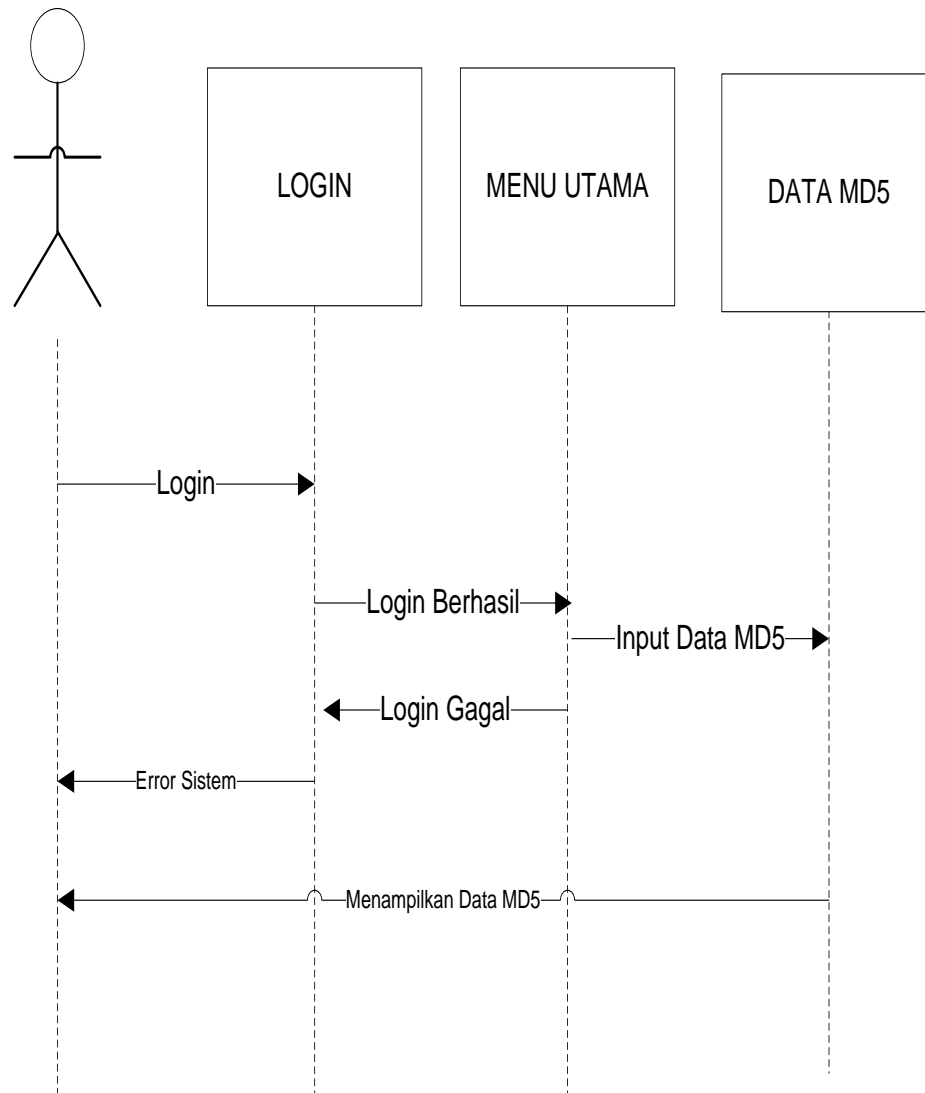 LOGIN
MENU UTAMA
DATA MD5
Login
Login Berhasil
Input Data MD5
Login Gagal
Error Sistem
Menampilkan Data MD5